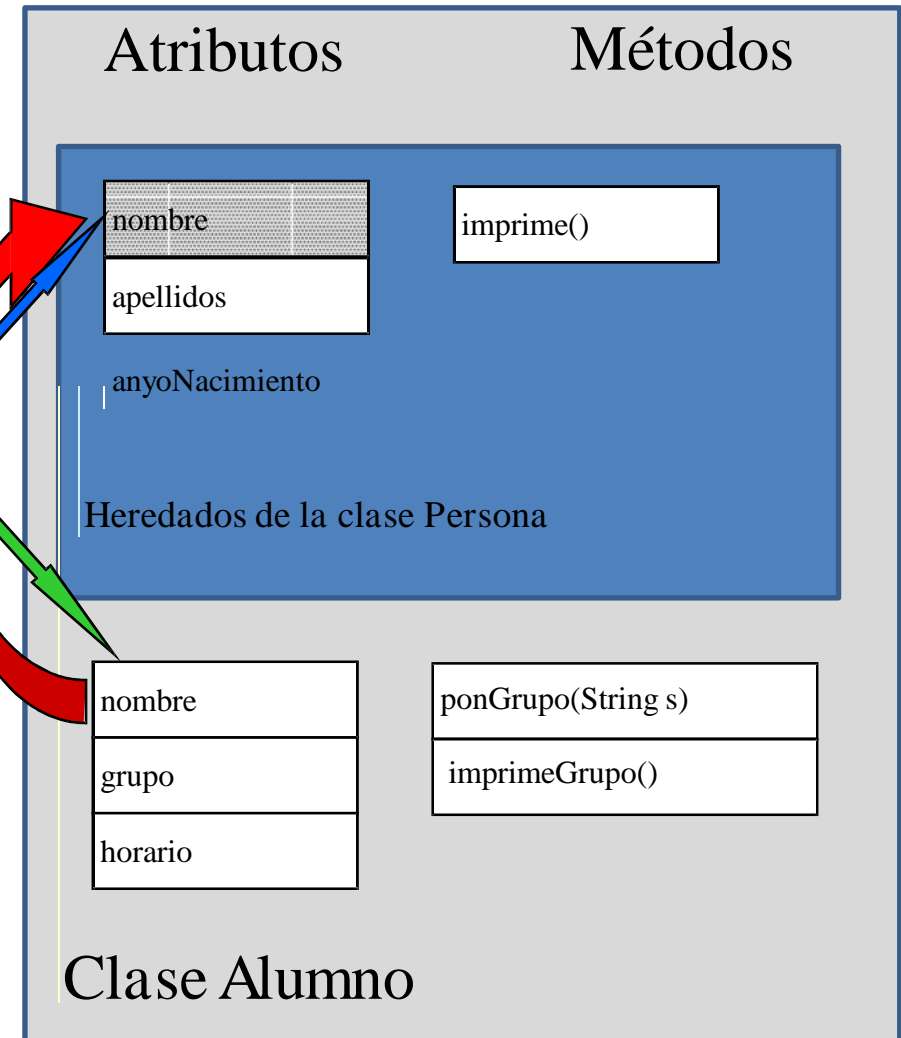 Atributos
Métodos
nombre
imprime()
apellidos
anyoNacimiento
Heredados de la clase Persona
nombre
ponGrupo(String s)
grupo
imprimeGrupo()
horario
Clase Alumno